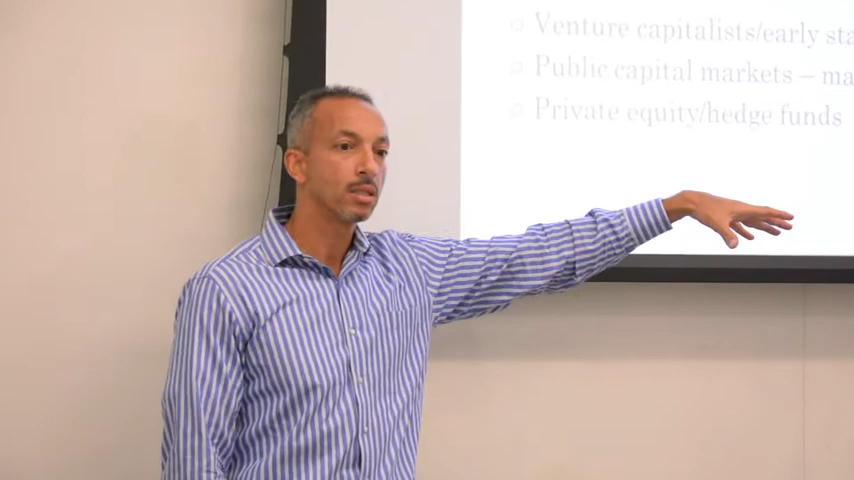 Venture capitalists/early sta
Public capital markets – ma
Private equity/hedge funds